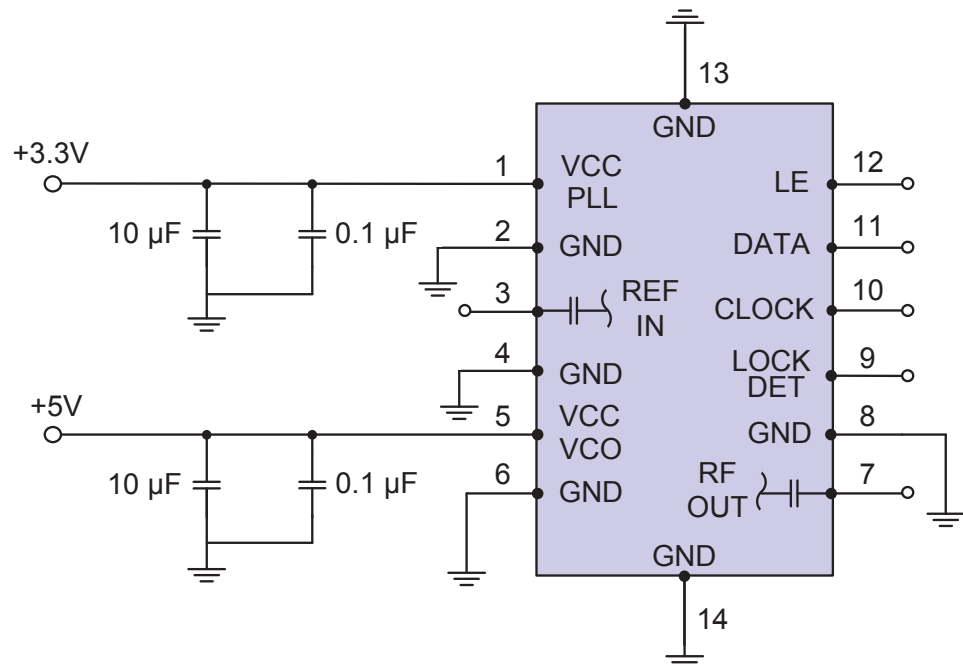 13
GND
+3.3V
1
VCC
PLL
12
LE
10 µF
0.1 µF
2
GND
11
DATA
3
REF
IN
10
CLOCK
4
GND
9
LOCK
DET
+5V
5
VCC
VCO
8
GND
10 µF
0.1 µF
6
GND
7
RF
OUT
GND
14